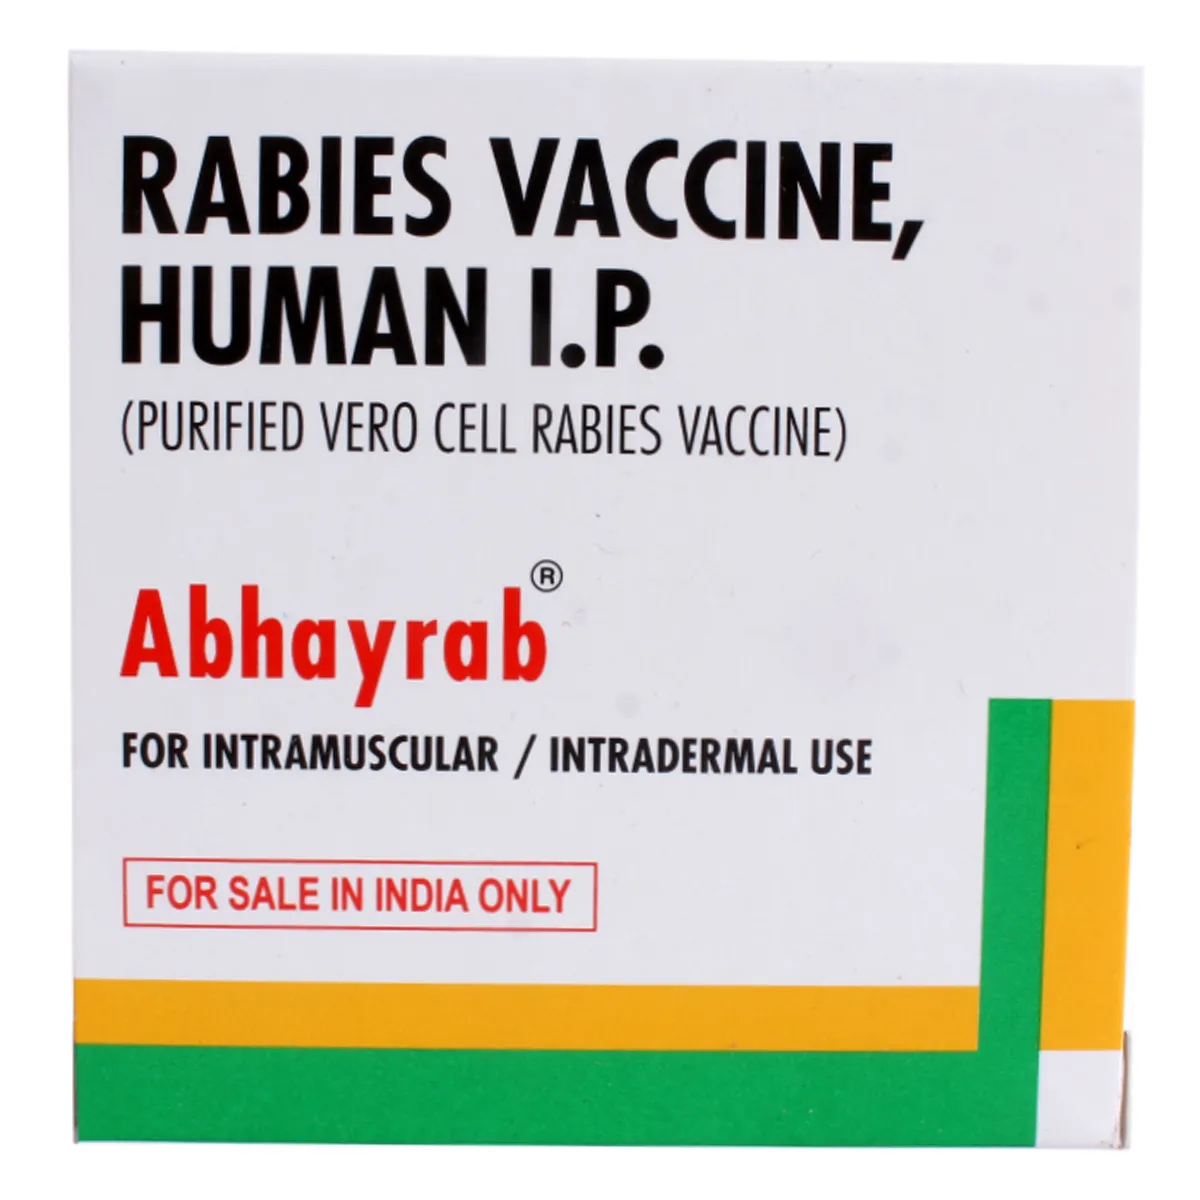 RABIES VACCINE,
HUMAN I.P.
(PURIFIED VERO CELL RABIES VACCINE)
Abhayrab®
FOR INTRAMUSCULAR / INTRADERMAL USE
FOR SALE IN INDIA ONLY